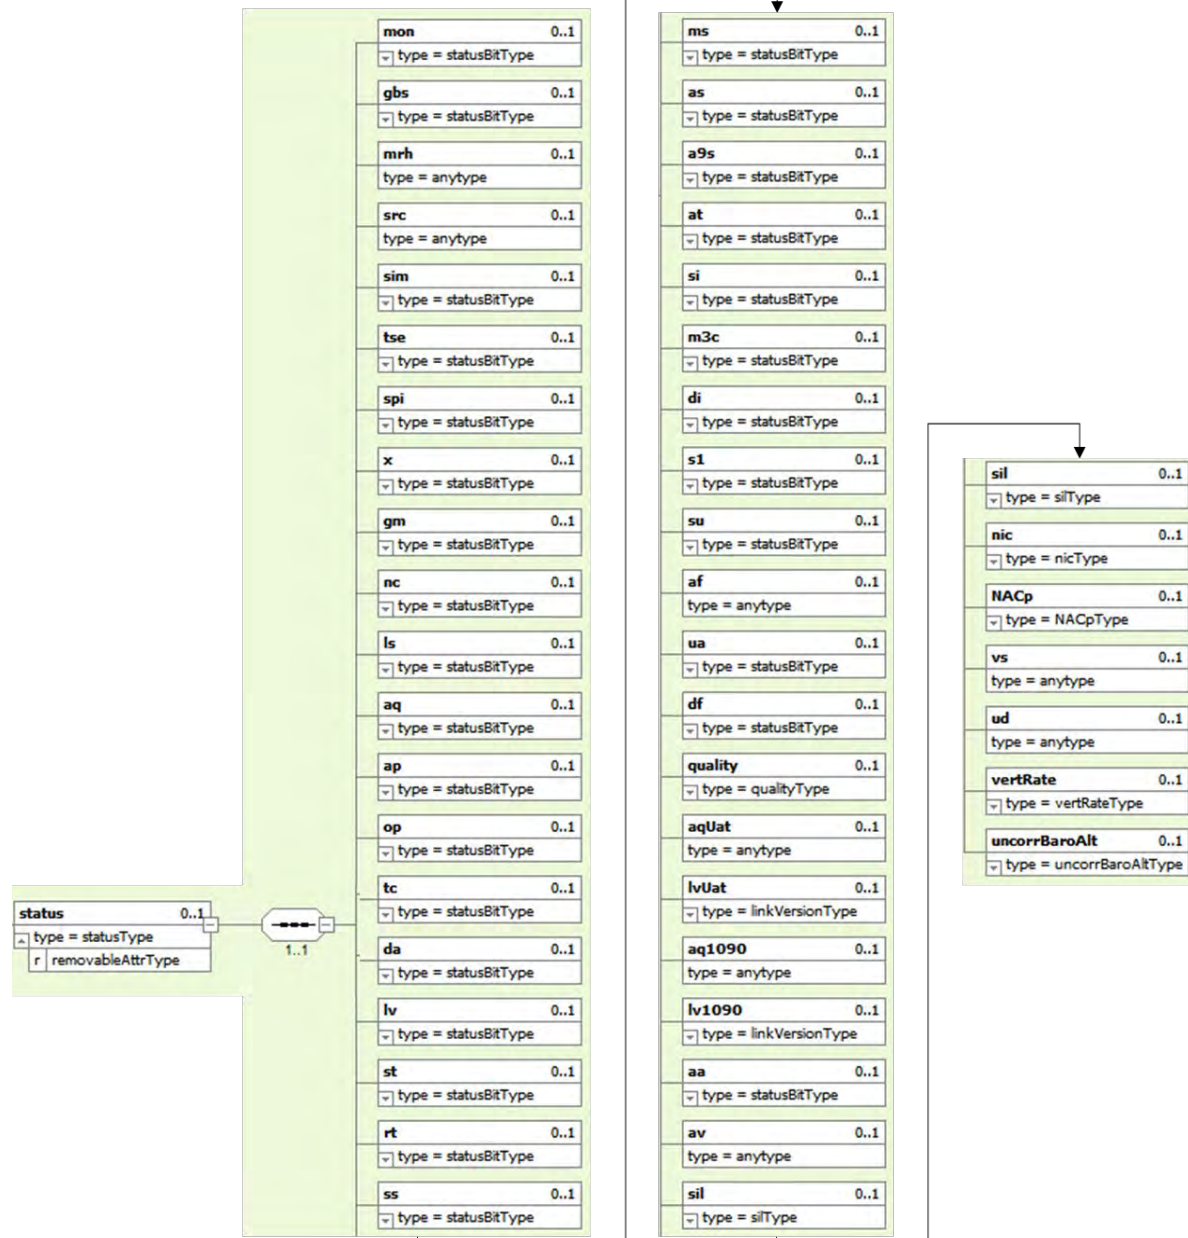 status 0..1
type = statusType
r removableAttrType
1..1
mon 0..1
type = statusBitType
gbs 0..1
type = statusBitType
mrh 0..1
type = anytype
src 0..1
type = anytype
sim 0..1
type = statusBitType
tse 0..1
type = statusBitType
spi 0..1
type = statusBitType
x 0..1
type = statusBitType
gm 0..1
type = statusBitType
nc 0..1
type = statusBitType
ls 0..1
type = statusBitType
aq 0..1
type = statusBitType
ap 0..1
type = statusBitType
op 0..1
type = statusBitType
tc 0..1
type = statusBitType
da 0..1
type = statusBitType
lv 0..1
type = statusBitType
st 0..1
type = statusBitType
rt 0..1
type = statusBitType
ss 0..1
type = statusBitType
ms 0..1
type = statusBitType
as 0..1
type = statusBitType
a9s 0..1
type = statusBitType
at 0..1
type = statusBitType
si 0..1
type = statusBitType
m3c 0..1
type = statusBitType
di 0..1
type = statusBitType
s1 0..1
type = statusBitType
su 0..1
type = statusBitType
af 0..1
type = anytype
ua 0..1
type = statusBitType
df 0..1
type = statusBitType
quality 0..1
type = qualityType
aqUat 0..1
type = anytype
lvUat 0..1
type = linkVersionType
aq1090 0..1
type = anytype
lv1090 0..1
type = linkVersionType
aa 0..1
type = statusBitType
av 0..1
type = anytype
sil 0..1
type = silType
sil 0..1
type = silType
nic 0..1
type = nicType
NACp 0..1
type = NACpType
vs 0..1
type = anytype
ud 0..1
type = anytype
vertRate 0..1
type = vertRateType
uncorrBaroAlt 0..1
type = uncorrBaroAltType